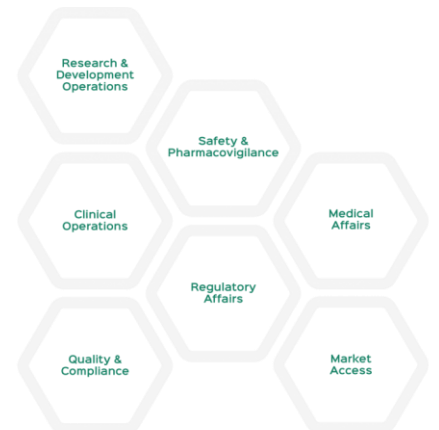 Research &
Development
Operations
Safety &
Pharmacovigilance
Clinical
Operations
Medical
Affairs
Regulatory
Affairs
Quality &
Compliance
Market
Access